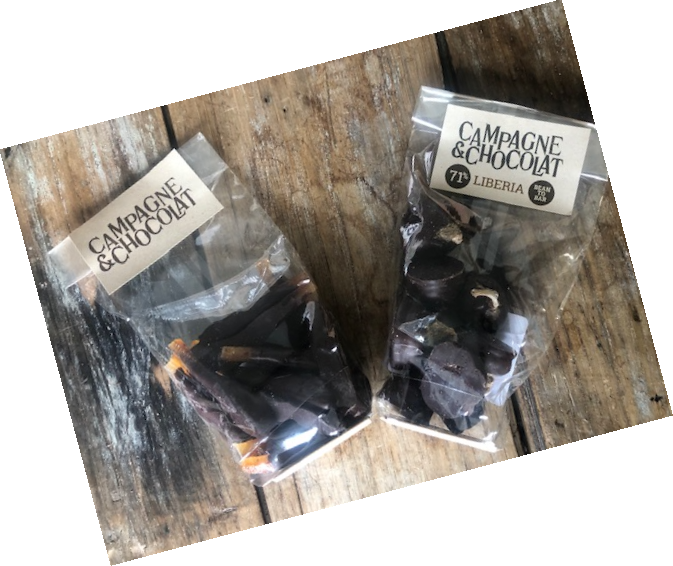 CAMPAGNE
& CHOCOLAT
CAMPAGNE
& CHOCOLAT
71% LIBERIA BEAN TO BAR